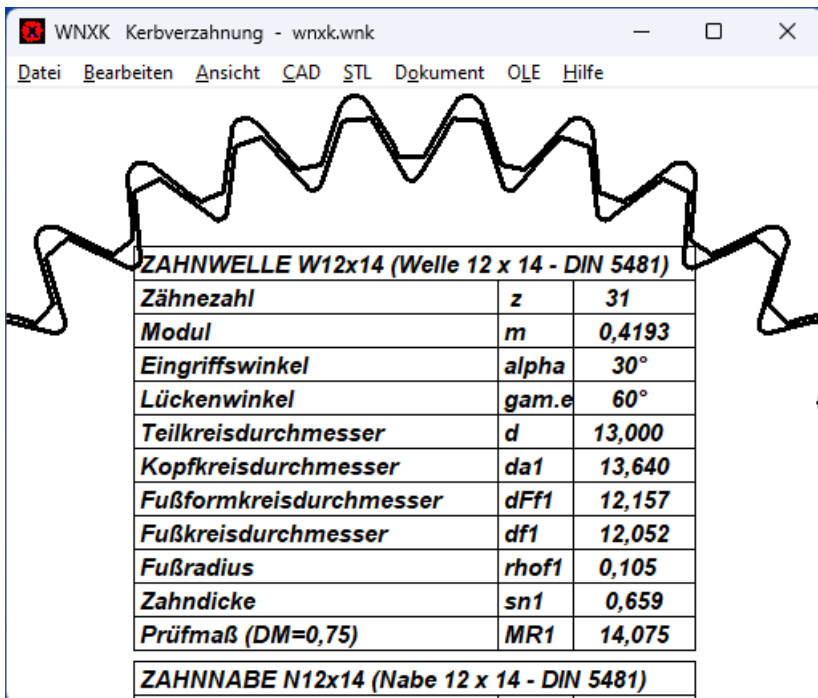 WNXK Kerbverzahnung - wnxk.wnk
Datei Bearbeiten Ansicht CAD STL Dokument OLE Hilfe
ZAHNWELLE W12x14 (Welle 12 x 14 - DIN 5481)
Zähnezahl z 31
Modul m 0,4193
Eingriffswinkel alpha 30°
Lückenwinkel gam.e 60°
Teilkreisdurchmesser d 13,000
Kopfkreisdurchmesser da1 13,640
Fußformkreisdurchmesser dFf1 12,157
Fußkreisdurchmesser df1 12,052
Fußradius rhof1 0,105
Zahndicke sn1 0,659
Prüfmaß (DM=0,75) MR1 14,075
ZAHNNABE N12x14 (Nabe 12 x 14 - DIN 5481)